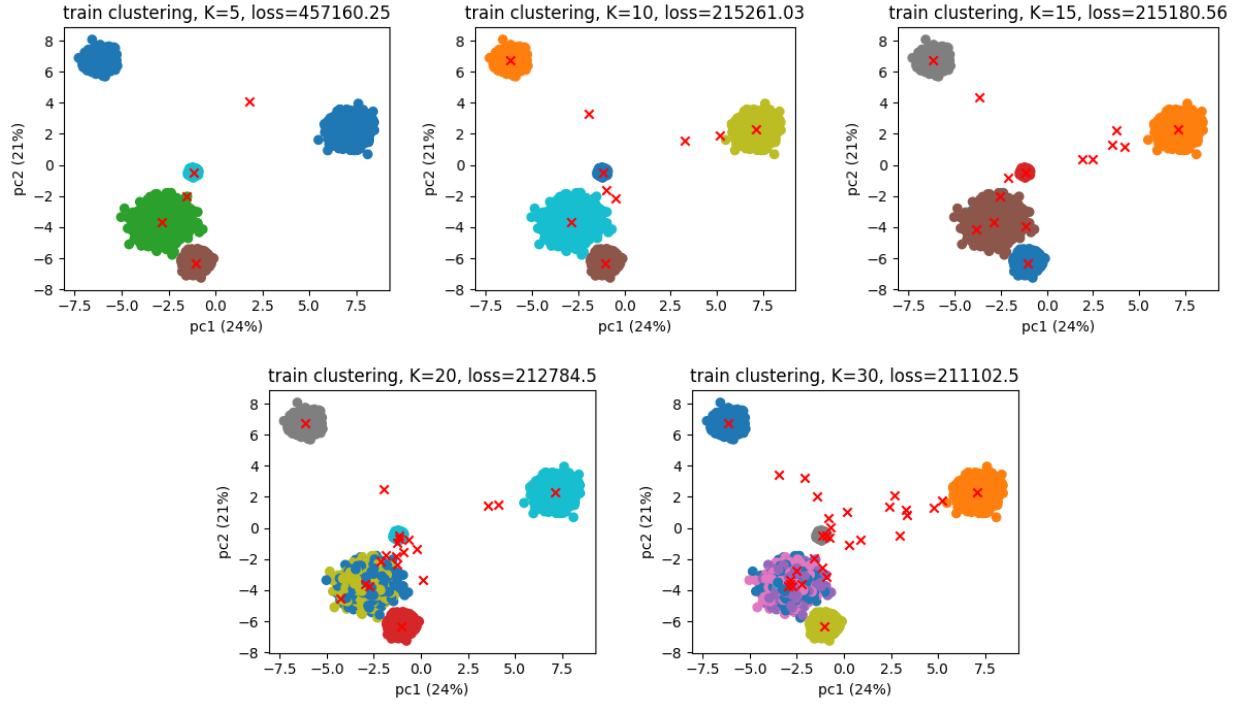 train clustering, K=5, loss=457160.25
8
6
4
2
0
−2
−4
−6
−8
pc2 (21%)
−7.5 −5.0 −2.5 0.0 2.5 5.0 7.5
pc1 (24%)
train clustering, K=10, loss=215261.03
8
6
4
2
0
−2
−4
−6
−8
pc2 (21%)
−7.5 −5.0 −2.5 0.0 2.5 5.0 7.5
pc1 (24%)
train clustering, K=15, loss=215180.56
8
6
4
2
0
−2
−4
−6
−8
pc2 (21%)
−7.5 −5.0 −2.5 0.0 2.5 5.0 7.5
pc1 (24%)
train clustering, K=20, loss=212784.5
8
6
4
2
0
−2
−4
−6
−8
pc2 (21%)
−7.5 −5.0 −2.5 0.0 2.5 5.0 7.5
pc1 (24%)
train clustering, K=30, loss=211102.5
8
6
4
2
0
−2
−4
−6
−8
pc2 (21%)
−7.5 −5.0 −2.5 0.0 2.5 5.0 7.5
pc1 (24%)